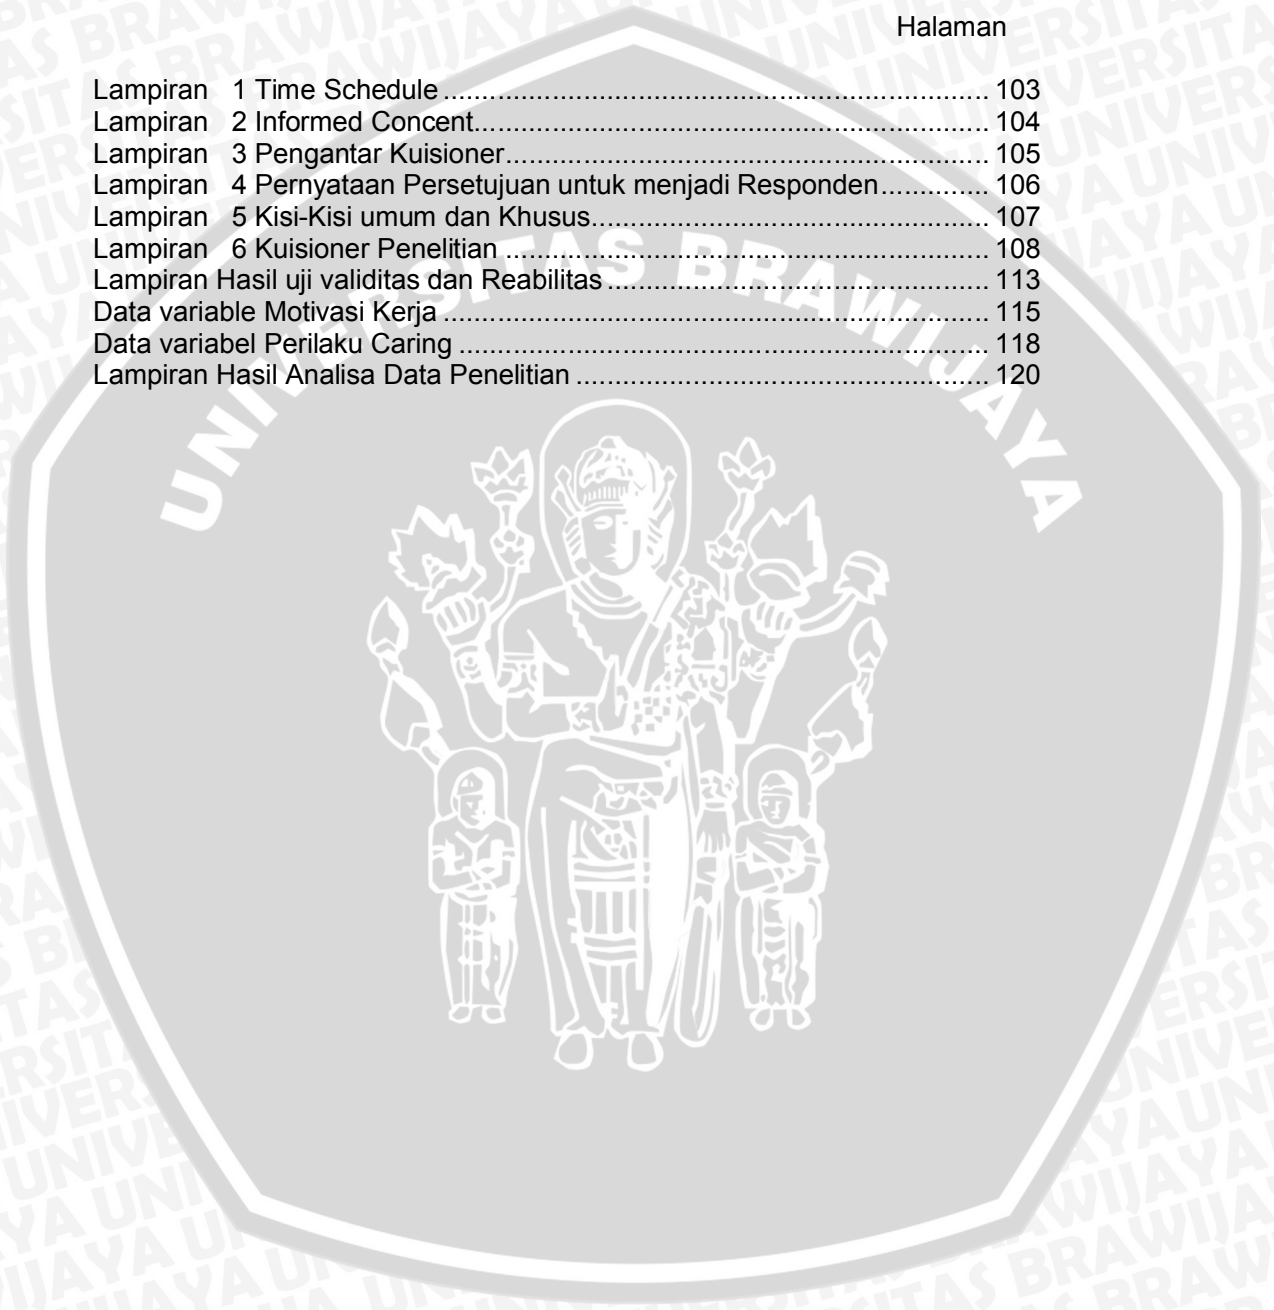 Halaman
Lampiran 1 Time Schedule ........................................................................ 103
Lampiran 2 Informed Concent.................................................................... 104
Lampiran 3 Pengantar Kuisioner................................................................ 105
Lampiran 4 Pernyataan Persetujuan untuk menjadi Responden.............. 106
Lampiran 5 Kisi-Kisi umum dan Khusus.................................................... 107
Lampiran 6 Kuisioner Penelitian ................................................................ 108
Lampiran Hasil uji validitas dan Reabilitas .................................................. 113
Data variable Motivasi Kerja ........................................................................ 115
Data variabel Perilaku Caring ...................................................................... 118
Lampiran Hasil Analisa Data Penelitian ...................................................... 120
UNIVERSITAS BRAWIJAYA